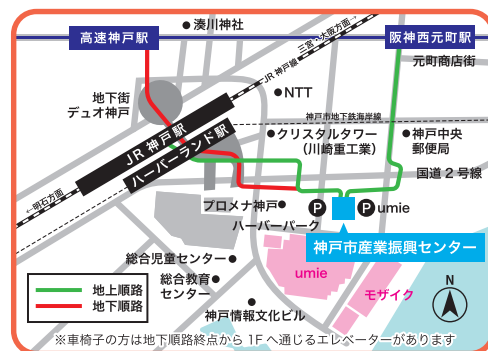 湊川神社
三宮・大阪方面→
高速神戸駅
阪神西元町駅
元町商店街
JR 神戸線
地下街
デュオ神戸
NTT
神戸市地下鉄海岸線
JR 神戸駅
ハーバーランド駅
クリスタルタワー
（川崎重工業）
神戸中央
郵便局
国道2号線
←明石方面
プロメナ神戸
P
P umie
ハーバーパーク
神戸市産業振興センター
総合児童センター
umie
総合教育
センター
モザイク
N
地上順路
地下順路
神戸情報文化ビル
※車椅子の方は地下順路終点から1Fへ通じるエレベーターがあります